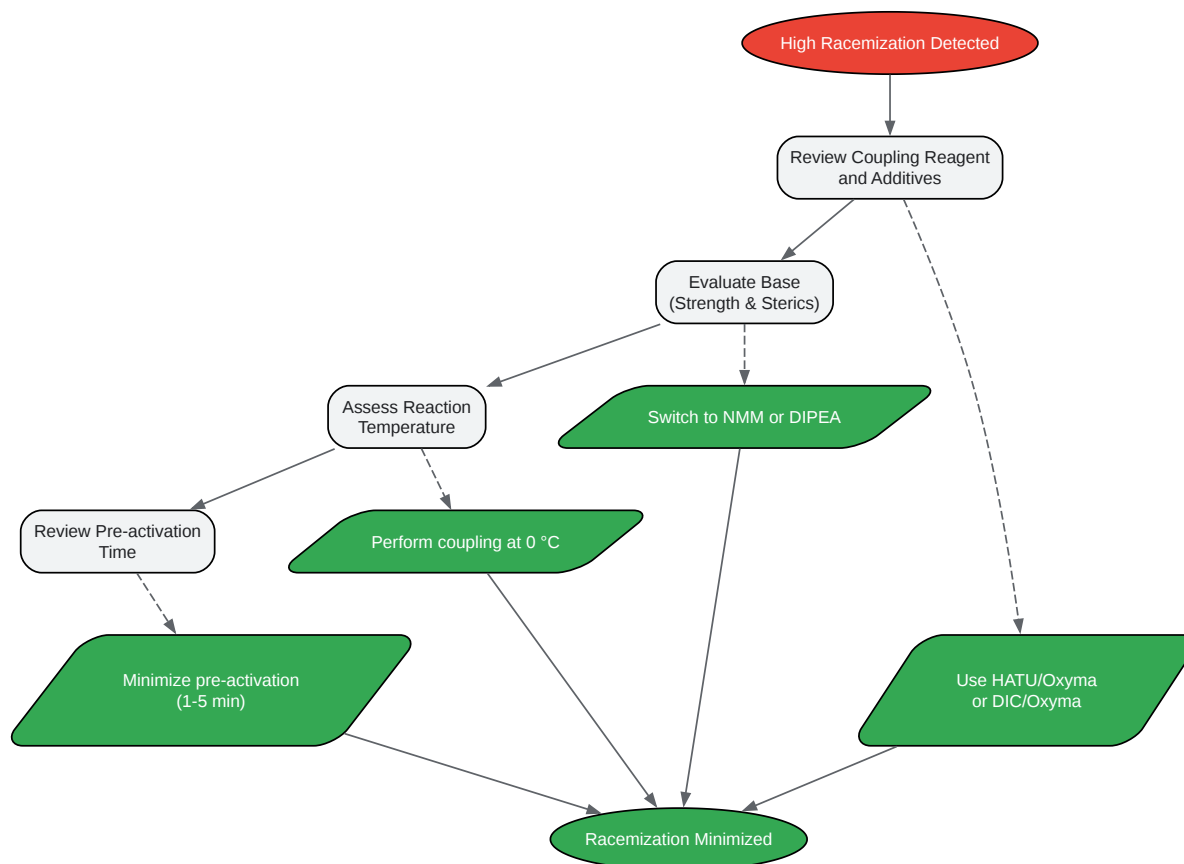 High Racemization Detected
Review Coupling Reagent
and Additives
Evaluate Base
(Strength & Sterics)
Assess Reaction
Temperature
Switch to NMM or DIPEA
Review Pre-activation
Time
Perform coupling at 0 °C
Minimize pre-activation
(1-5 min)
Use HATU/Oxyma
or DIC/Oxyma
Racemization Minimized